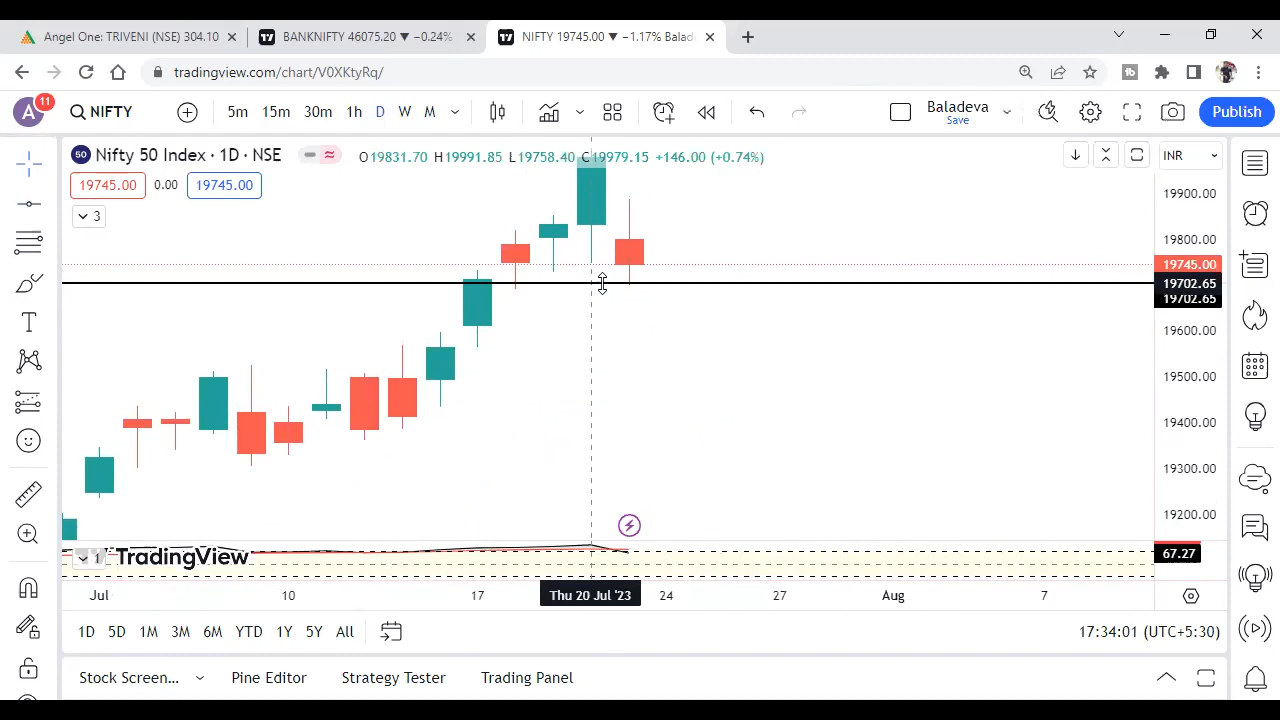 Angel One: TRIVENI (NSE) 304.10
BANKNIFTY 46075.20 ▼ −0.24%
NIFTY 19745.00 ▼ −1.17% Balad
tradingview.com/chart/V0XKtyRq/
A
11
NIFTY
5m 15m 30m 1h D W M
Baladeva
Save
Publish
50 Nifty 50 Index · 1D · NSE
O19831.70 H19991.85 L19758.40 C19979.15 +146.00 (+0.74%)
INR
19745.00 0.00 19745.00
3
19900.00
19800.00
19745.00
19702.65
19702.65
19600.00
19500.00
19400.00
19300.00
19200.00
67.27
1
TradingView
Jul 10 17 Thu 20 Jul '23 24 27 Aug 7
1D 5D 1M 3M 6M YTD 1Y 5Y All
17:34:01 (UTC+5:30)
Stock Screen... Pine Editor Strategy Tester Trading Panel